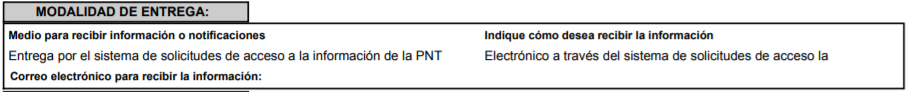 MODALIDAD DE ENTREGA:
Medio para recibir información o notificaciones
Indique cómo desea recibir la información
Entrega por el sistema de solicitudes de acceso a la información de la PNT
Electrónico a través del sistema de solicitudes de acceso la
Correo electrónico para recibir la información: